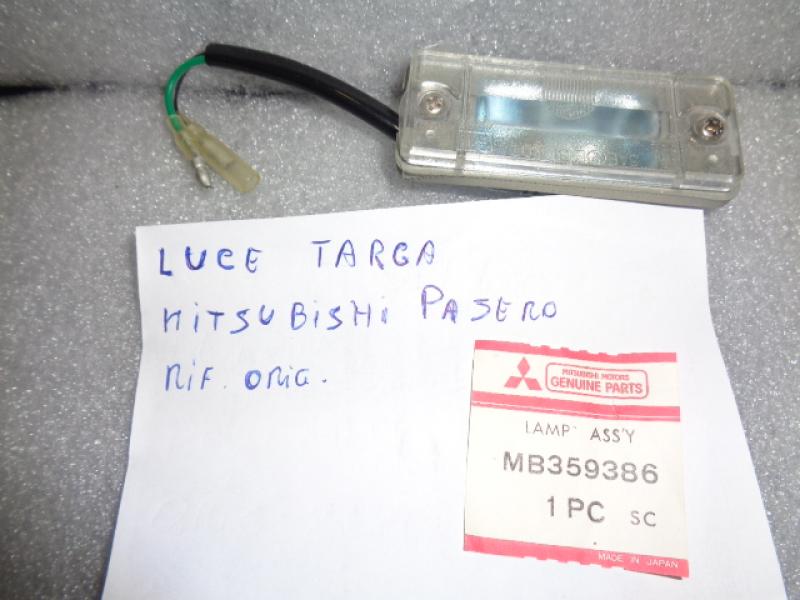 LUCE TARGA
MITSUBISHI PASERO
RIF. ORIG.
MITSUBISHI MOTORS
GENUINE PARTS
LAMP ASS'Y
MB359386
1 PC SC
MADE IN JAPAN